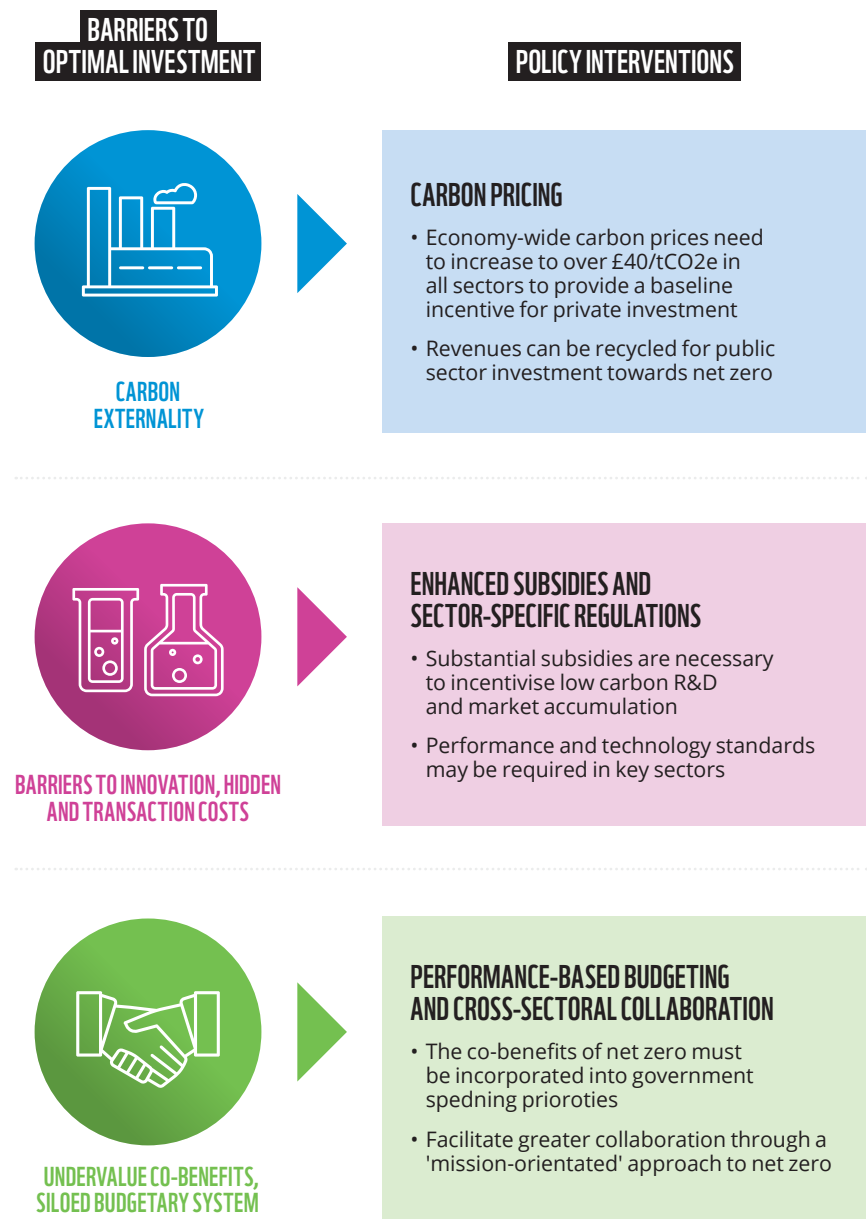 BARRIERS TO
OPTIMAL INVESTMENT
POLICY INTERVENTIONS
CARBON
EXTERNALITY
CARBON PRICING
• Economy-wide carbon prices need
to increase to over £40/tCO2e in
all sectors to provide a baseline
incentive for private investment
• Revenues can be recycled for public
sector investment towards net zero
BARRIERS TO INNOVATION, HIDDEN
AND TRANSACTION COSTS
ENHANCED SUBSIDIES AND
SECTOR-SPECIFIC REGULATIONS
• Substantial subsidies are necessary
to incentivise low carbon R&D
and market accumulation
• Performance and technology standards
may be required in key sectors
UNDERVALUE CO-BENEFITS,
SILOED BUDGETARY SYSTEM
PERFORMANCE-BASED BUDGETING
AND CROSS-SECTORAL COLLABORATION
• The co-benefits of net zero must
be incorporated into government
spedning prioroties
• Facilitate greater collaboration through a
'mission-orientated' approach to net zero